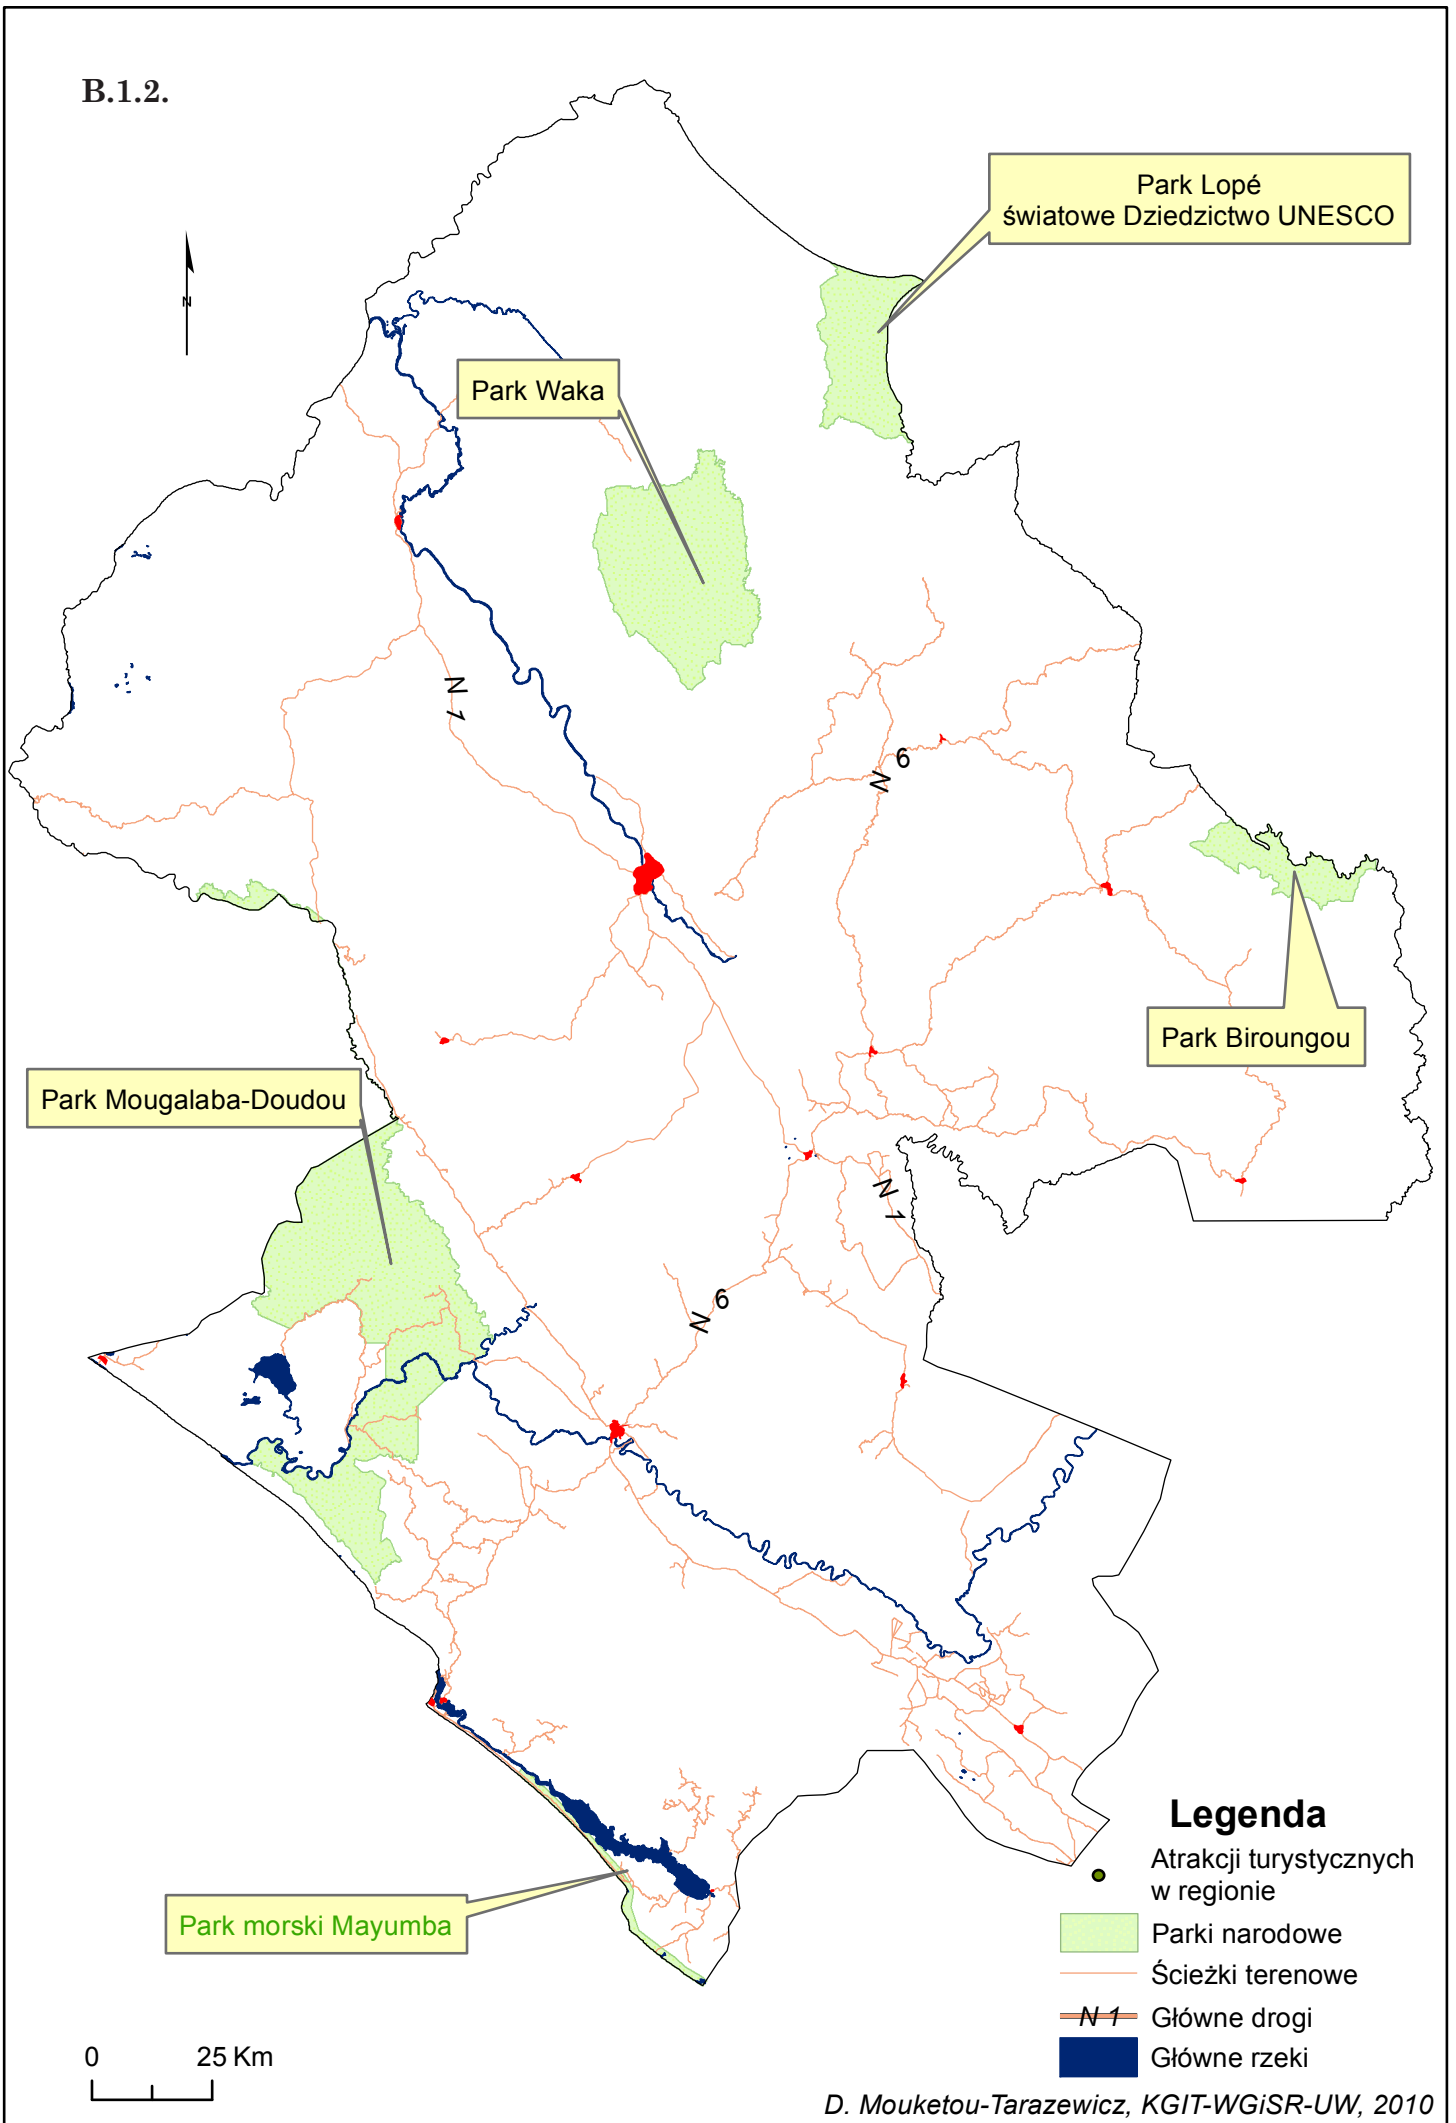 B.1.2.
Park Lopé
światowe Dziedzictwo UNESCO
N
Park Waka
N 1
N 6
Park Biroungou
Park Mougalaba-Doudou
N 1
N 6
Park morski Mayumba
Legenda
Atrakcji turystycznych
w regionie
Parki narodowe
Ścieżki terenowe
N 1 Główne drogi
Główne rzeki
0 25 Km
D. Mouketou-Tarazewicz, KGIT-WGiSR-UW, 2010